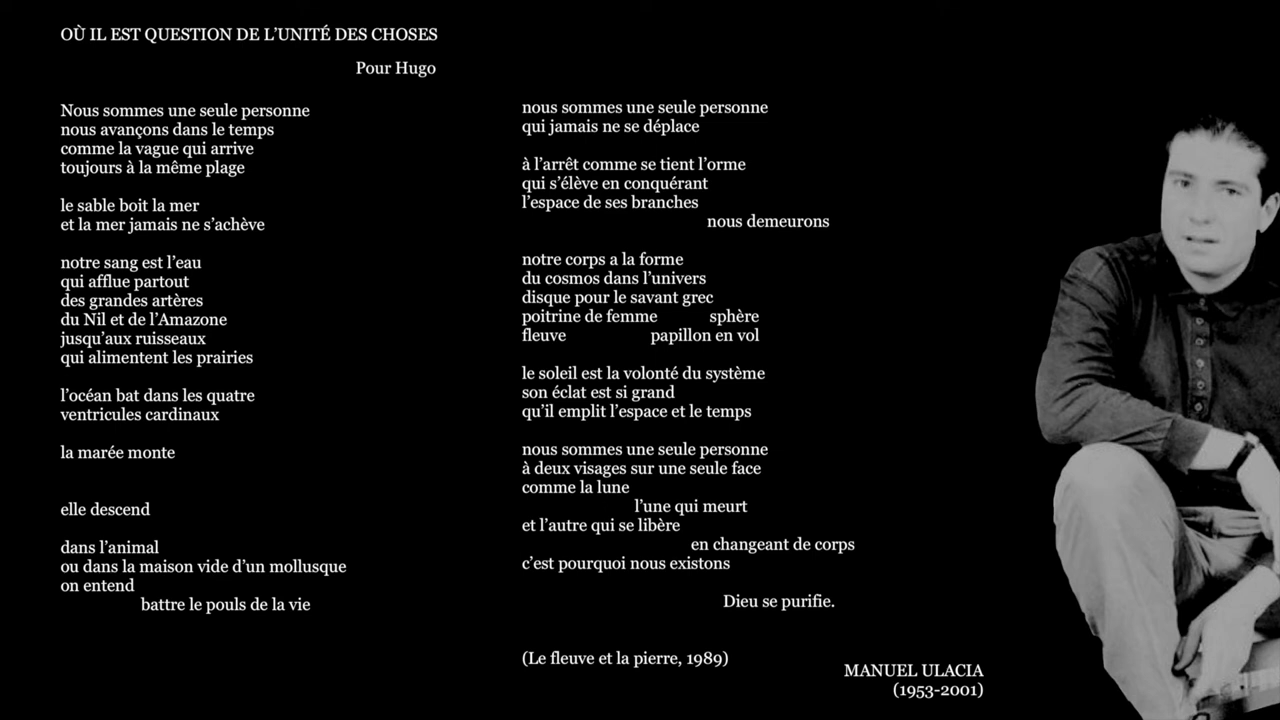 OÙ IL EST QUESTION DE L’UNITÉ DES CHOSES
Pour Hugo
Nous sommes une seule personne
nous avançons dans le temps
comme la vague qui arrive
toujours à la même plage
le sable boit la mer
et la mer jamais ne s’achève
notre sang est l’eau
qui afflue partout
des grandes artères
du Nil et de l’Amazone
jusqu’aux ruisseaux
qui alimentent les prairies
l’océan bat dans les quatre
ventricules cardinaux
la marée monte
elle descend
dans l’animal
ou dans la maison vide d’un mollusque
on entend
battre le pouls de la vie
nous sommes une seule personne
qui jamais ne se déplace
à l’arrêt comme se tient l’orme
qui s’élève en conquérant
l’espace de ses branches
nous demeurons
notre corps a la forme
du cosmos dans l’univers
disque pour le savant grec
poitrine de femme sphère
fleuve papillon en vol
le soleil est la volonté du système
son éclat est si grand
qu’il emplit l’espace et le temps
nous sommes une seule personne
à deux visages sur une seule face
comme la lune
l’une qui meurt
et l’autre qui se libère
en changeant de corps
c’est pourquoi nous existons
Dieu se purifie.
(Le fleuve et la pierre, 1989)
MANUEL ULACIA
(1953-2001)